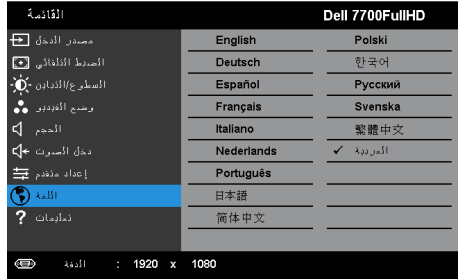 القائمة Dell 7700FullHD
مصدر الدخل
الضبط التلقائي
السطوع/التباين
وضع الفيديو
الحجم
دخل الصوت
إعداد متقدم
اللغة
تعليمات
English
Deutsch
Español
Français
Italiano
Nederlands
Português
日本語
简体中文
Polski
한국어
Русский
Svenska
繁體中文
العربية
الدقة : 1920 x 1080